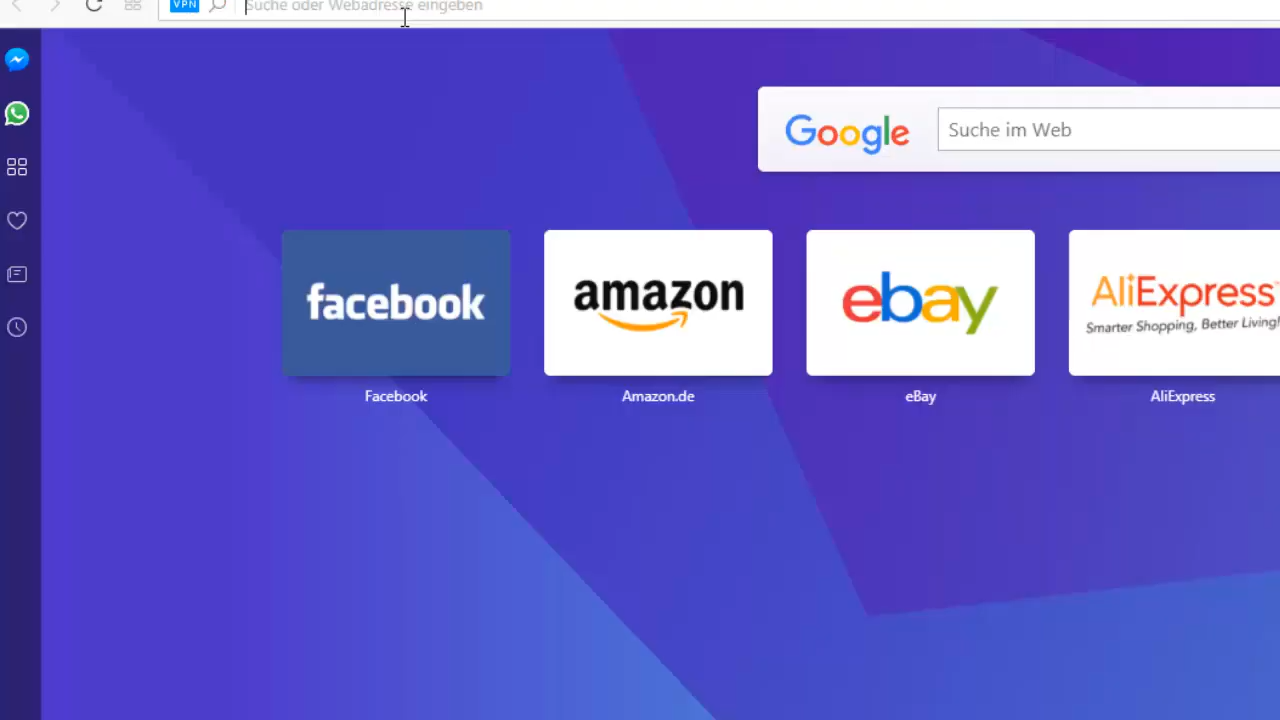 VPN Suche oder Webadresse eingeben
Google Suche im Web
facebook
amazon
ebay
AliExpress
Smarter Shopping, Better Living!
Facebook
Amazon.de
eBay
AliExpress